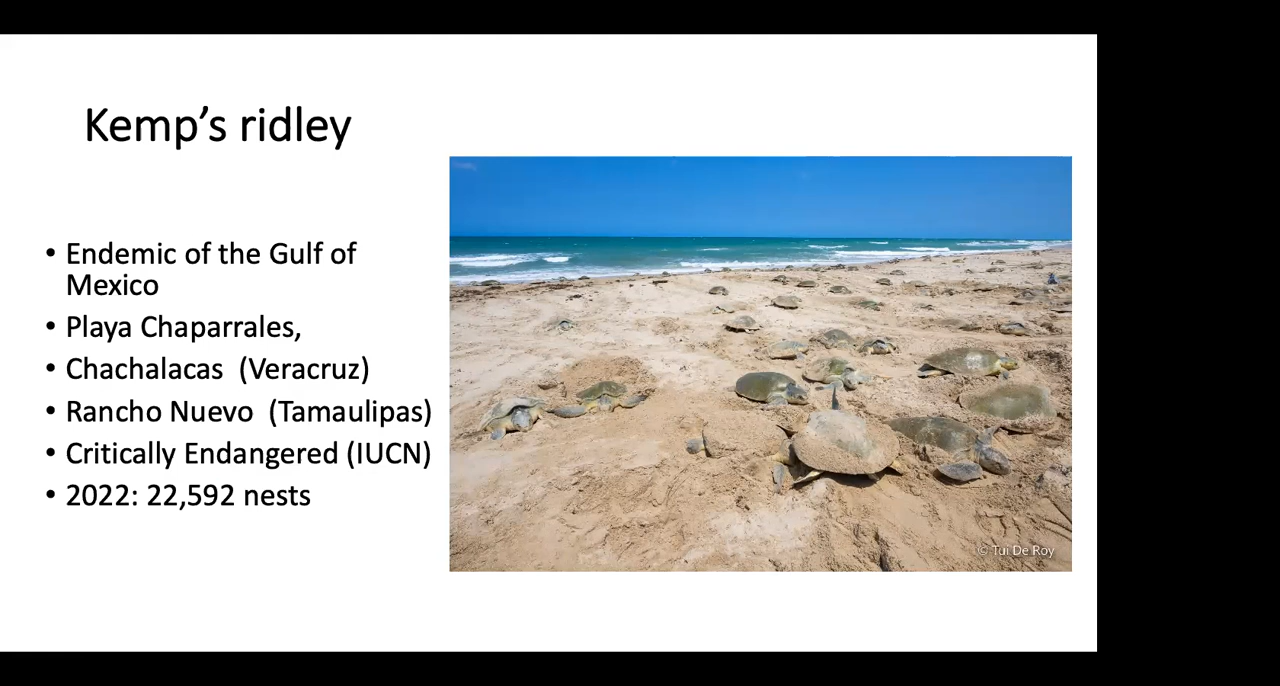 Kemp’s ridley
• Endemic of the Gulf of
Mexico
• Playa Chaparrales,
• Chachalacas (Veracruz)
• Rancho Nuevo (Tamaulipas)
• Critically Endangered (IUCN)
• 2022: 22,592 nests
© Tui De Roy